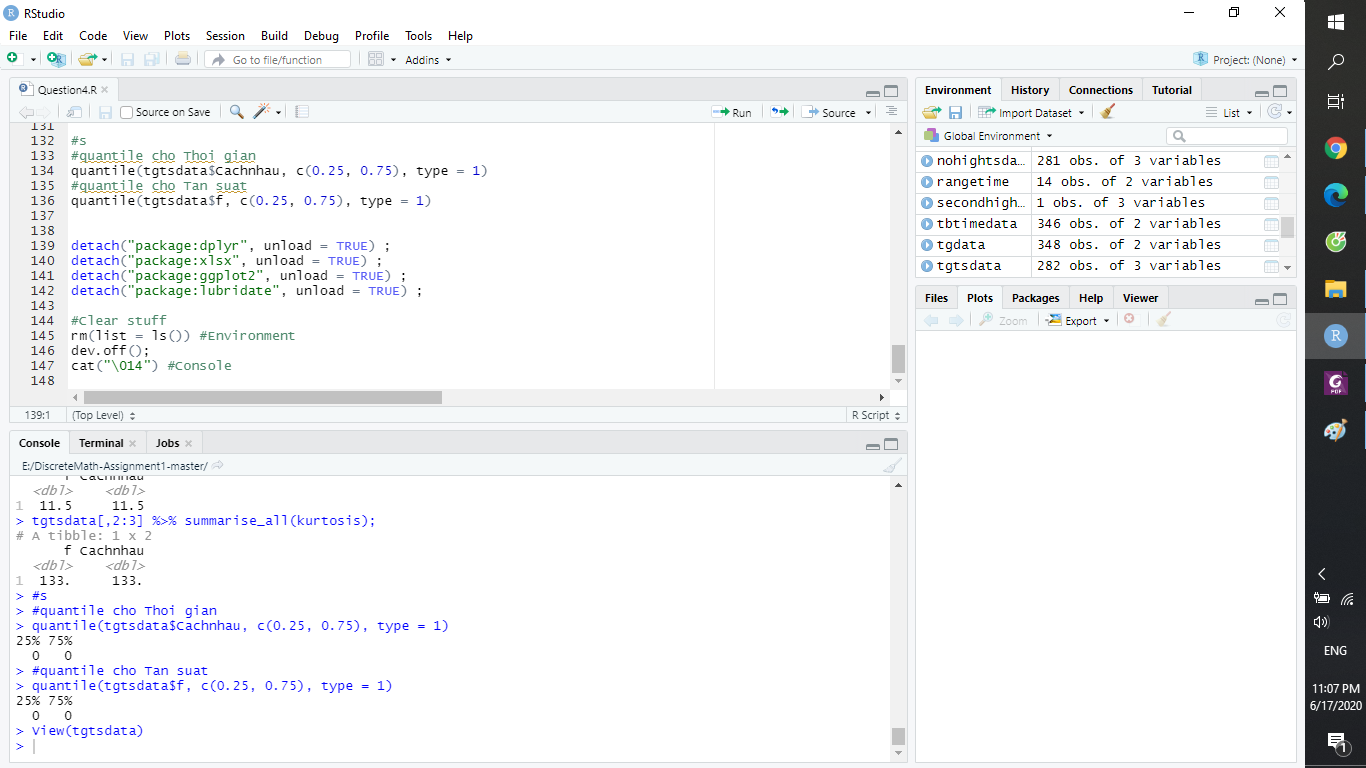 RStudio
File Edit Code View Plots Session Build Debug Profile Tools Help
Go to file/function Addins Project: (None)
Question4.R
Source on Save Run Source
131
132 #s
133 #quantile cho Thoi gian
134 quantile(tgtsdata$Cachnhau, c(0.25, 0.75), type = 1)
135 #quantile cho Tan suat
136 quantile(tgtsdata$f, c(0.25, 0.75), type = 1)
137
138
139 detach("package:dplyr", unload = TRUE) ;
140 detach("package:xlsx", unload = TRUE) ;
141 detach("package:ggplot2", unload = TRUE) ;
142 detach("package:lubridate", unload = TRUE) ;
143
144 #Clear stuff
145 rm(list = ls()) #Environment
146 dev.off();
147 cat("\014") #Console
148
139:1 (Top Level) R Script
Console Terminal Jobs
E:/DiscreteMath-Assignment1-master/
f Cachnhau
<dbl> <dbl>
1 11.5 11.5
> tgtsdata[,2:3] %>% summarise_all(kurtosis);
# A tibble: 1 x 2
f Cachnhau
<dbl> <dbl>
1 133. 133.
> #s
> #quantile cho Thoi gian
> quantile(tgtsdata$Cachnhau, c(0.25, 0.75), type = 1)
25% 75%
0 0
> #quantile cho Tan suat
> quantile(tgtsdata$f, c(0.25, 0.75), type = 1)
25% 75%
0 0
> View(tgtsdata)
>
Environment History Connections Tutorial
Import Dataset List
Global Environment
nohightsda... 281 obs. of 3 variables
rangetime 14 obs. of 2 variables
secondhigh... 1 obs. of 3 variables
tbtimedata 346 obs. of 2 variables
tgdata 348 obs. of 2 variables
tgtsdata 282 obs. of 3 variables
Files Plots Packages Help Viewer
Zoom Export
PDF
ENG
11:07 PM
6/17/2020
1